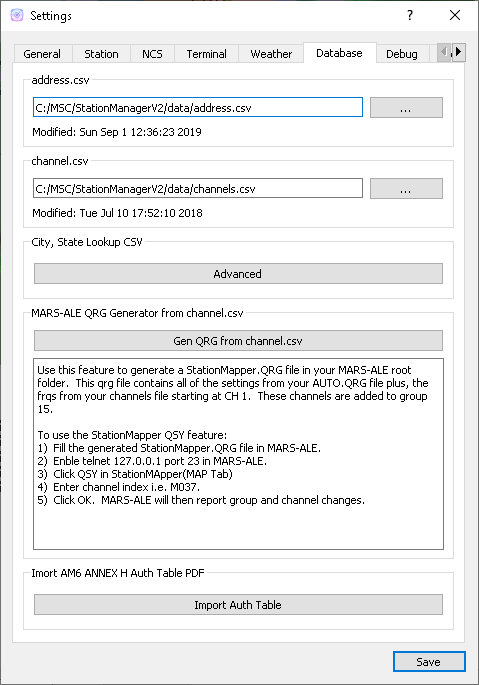 Settings
?
General Station NCS Terminal Weather Database Debug
address.csv
C:/MSC/StationManagerV2/data/address.csv
...
Modified: Sun Sep 1 12:36:23 2019
channel.csv
C:/MSC/StationManagerV2/data/channels.csv
...
Modified: Tue Jul 10 17:52:10 2018
City, State Lookup CSV
Advanced
MARS-ALE QRG Generator from channel.csv
Gen QRG from channel.csv
Use this feature to generate a StationMapper.QRG file in your MARS-ALE root
folder. This qrg file contains all of the settings from your AUTO.QRG file plus, the
frqs from your channels file starting at CH 1. These channels are added to group
15.
To use the StationMapper QSY feature:
1) Fill the generated StationMapper.QRG file in MARS-ALE.
2) Enble telnet 127.0.0.1 port 23 in MARS-ALE.
3) Click QSY in StationMApper(MAP Tab)
4) Enter channel index i.e. M037.
5) Click OK. MARS-ALE will then report group and channel changes.
Imort AM6 ANNEX H Auth Table PDF
Import Auth Table
Save